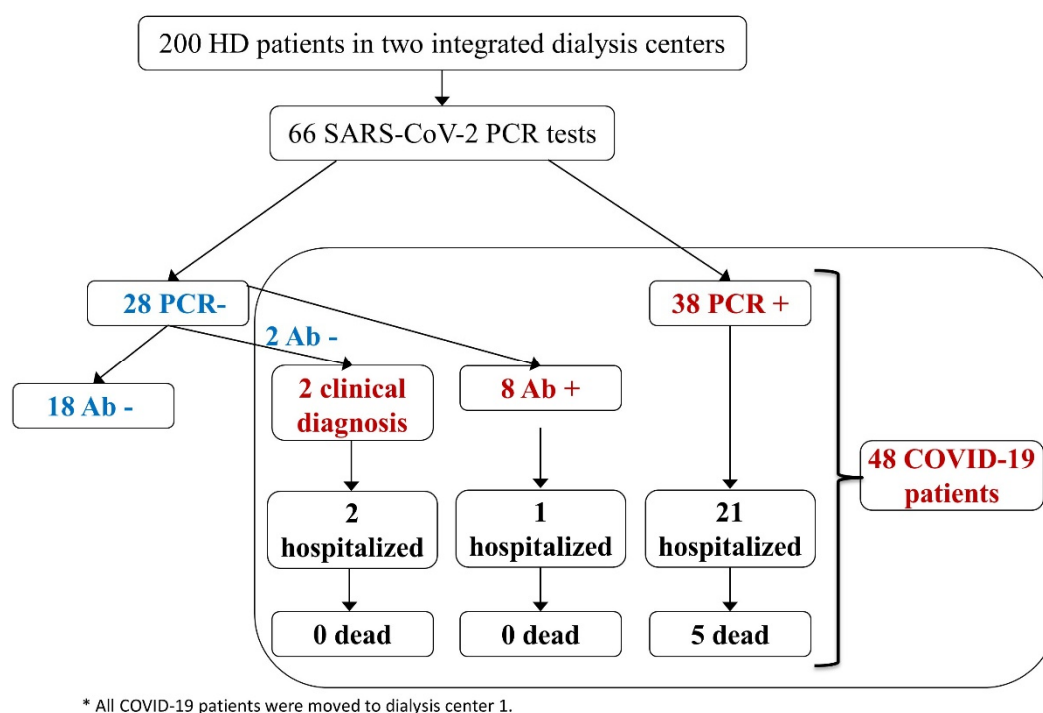 200 HD patients in two integrated dialysis centers
66 SARS-CoV-2 PCR tests
28 PCR-
38 PCR +
2 Ab -
18 Ab -
2 clinical
diagnosis
8 Ab +
48 COVID-19
patients
2
hospitalized
1
hospitalized
21
hospitalized
0 dead
0 dead
5 dead
* All COVID-19 patients were moved to dialysis center 1.